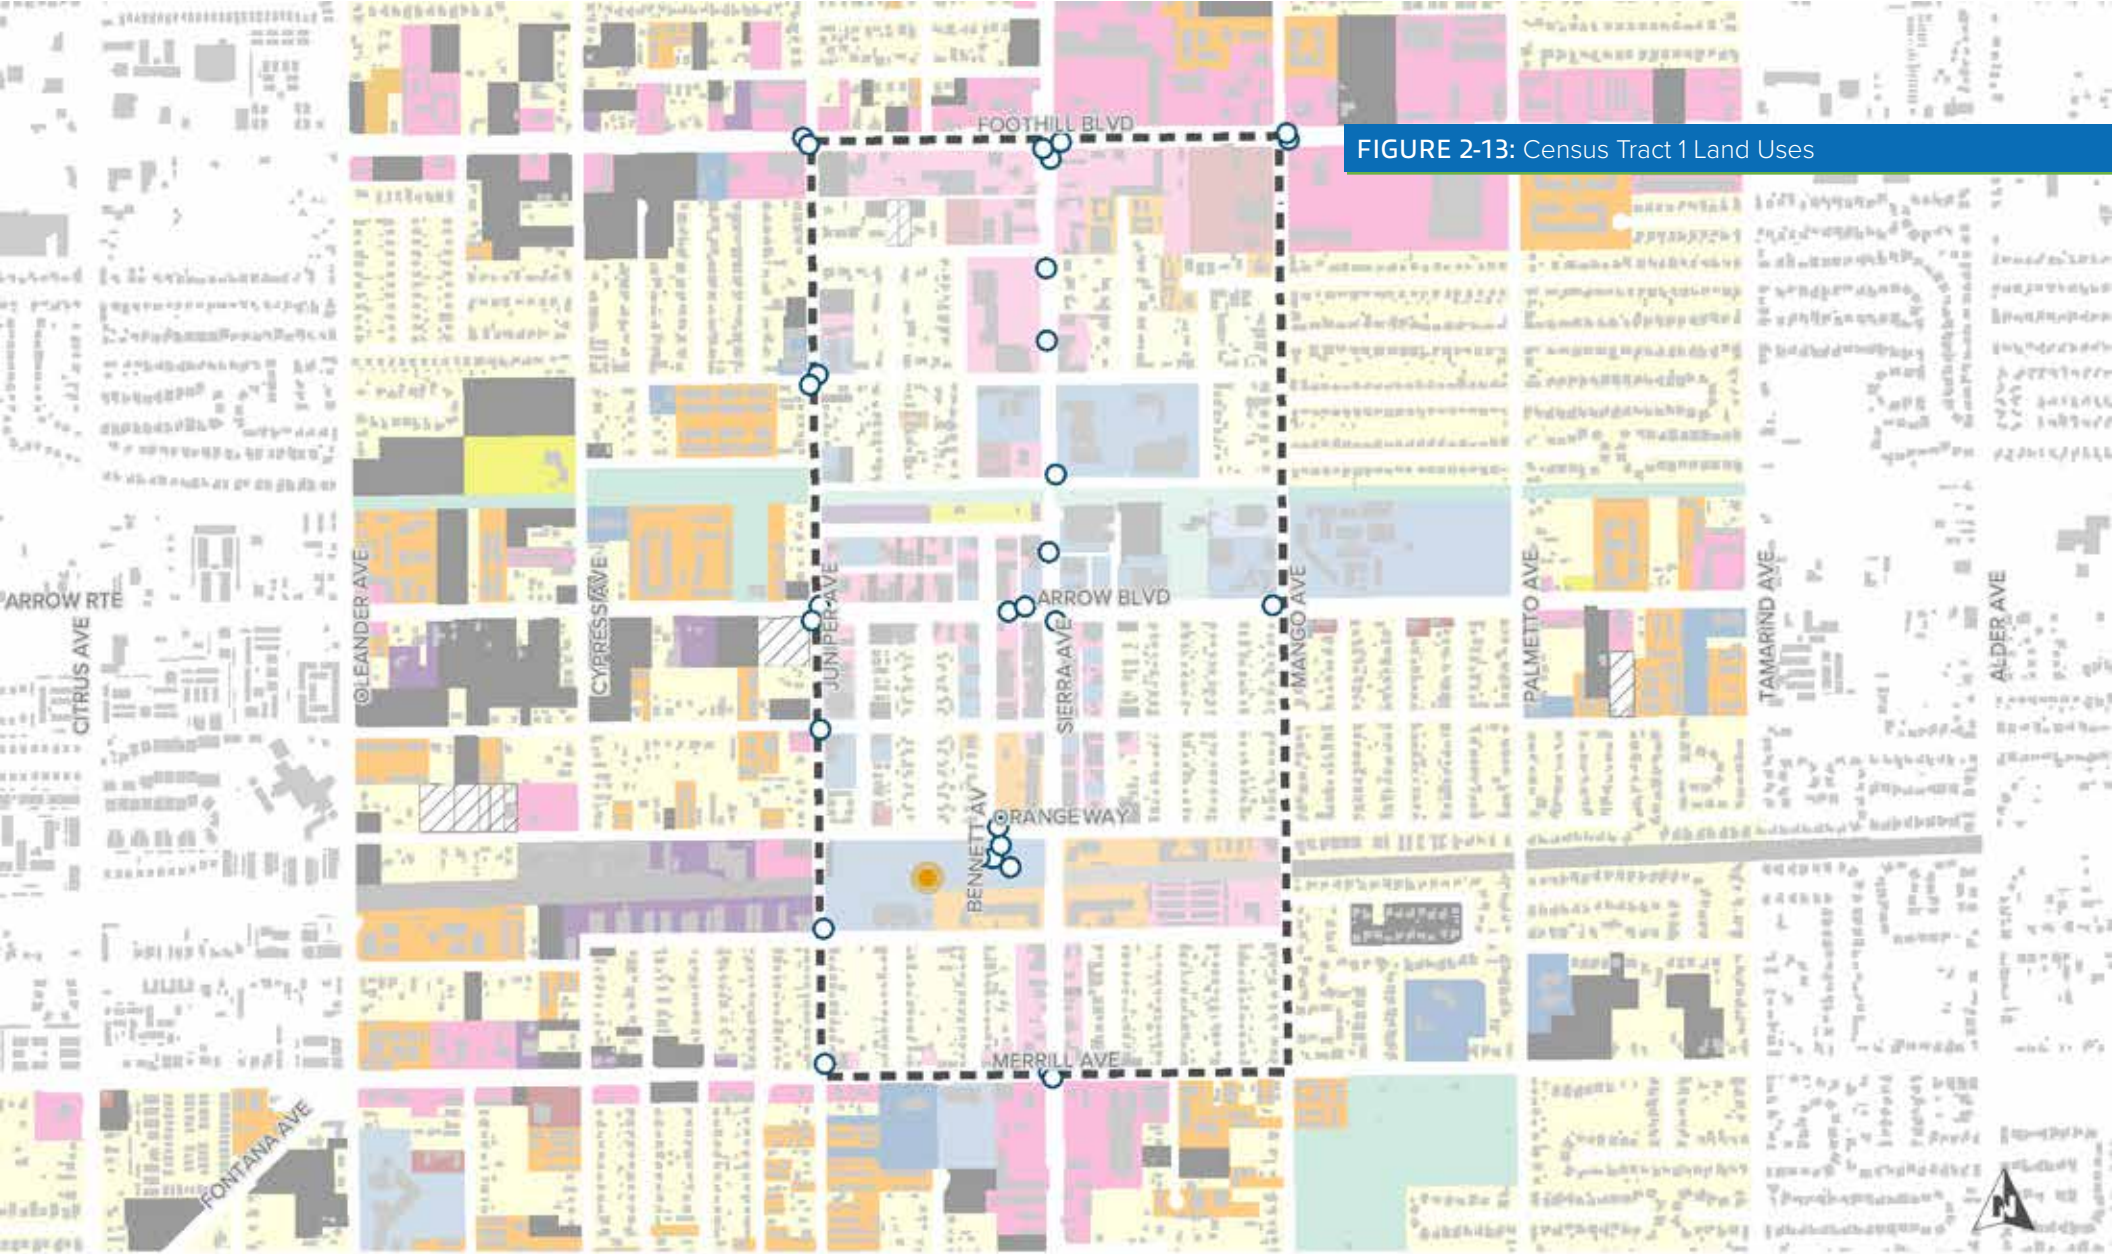 FOOTHILL BLVD
FIGURE 2-13: Census Tract 1 Land Uses
ARROW RTE
CITRUS AVE
OLEANDER AVE
CYPRESS AVE
JUNIPER AVE
ARROW BLVD
SIERRA AVE
MANGO AVE
PALMETTO AVE
TAMARIND AVE
ALDER AVE
ORANGE WAY
BENNETT AV
MERRILL AVE
FONTANA AVE
N